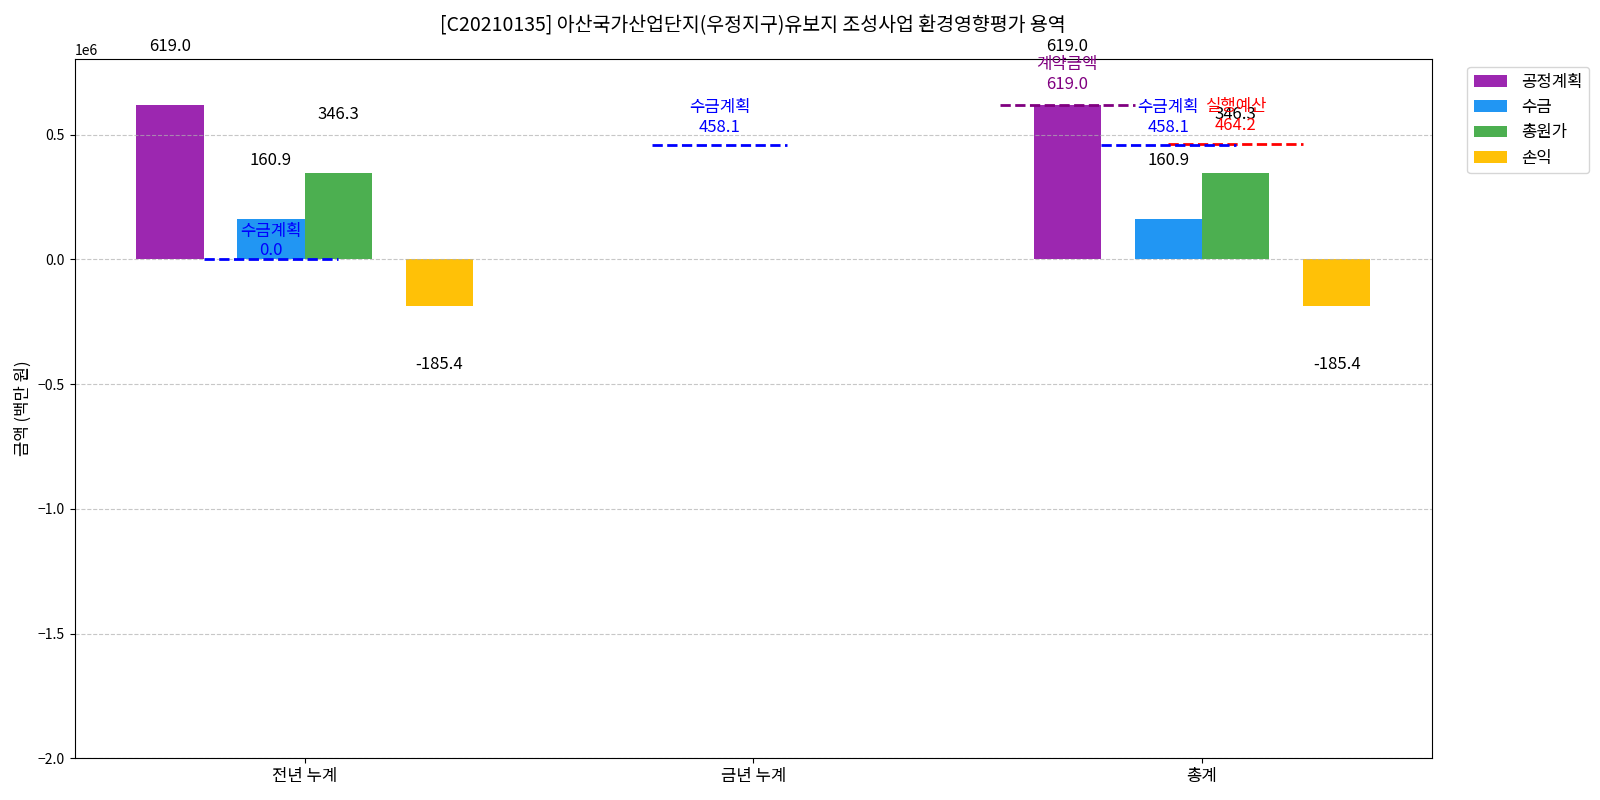 [C20210135] 아산국가산업단지(우정지구)유보지 조성사업 환경영향평가 용역
1e6
619.0
619.0
계약금액
619.0
346.3
수금계획
458.1
수금계획
458.1
실행예산
464.2
346.3
160.9
160.9
수금계획
0.0
-185.4
-185.4
0.5
0.0
−0.5
−1.0
−1.5
−2.0
금액 (백만 원)
전년 누계
금년 누계
총계
공정계획
수금
총원가
손익